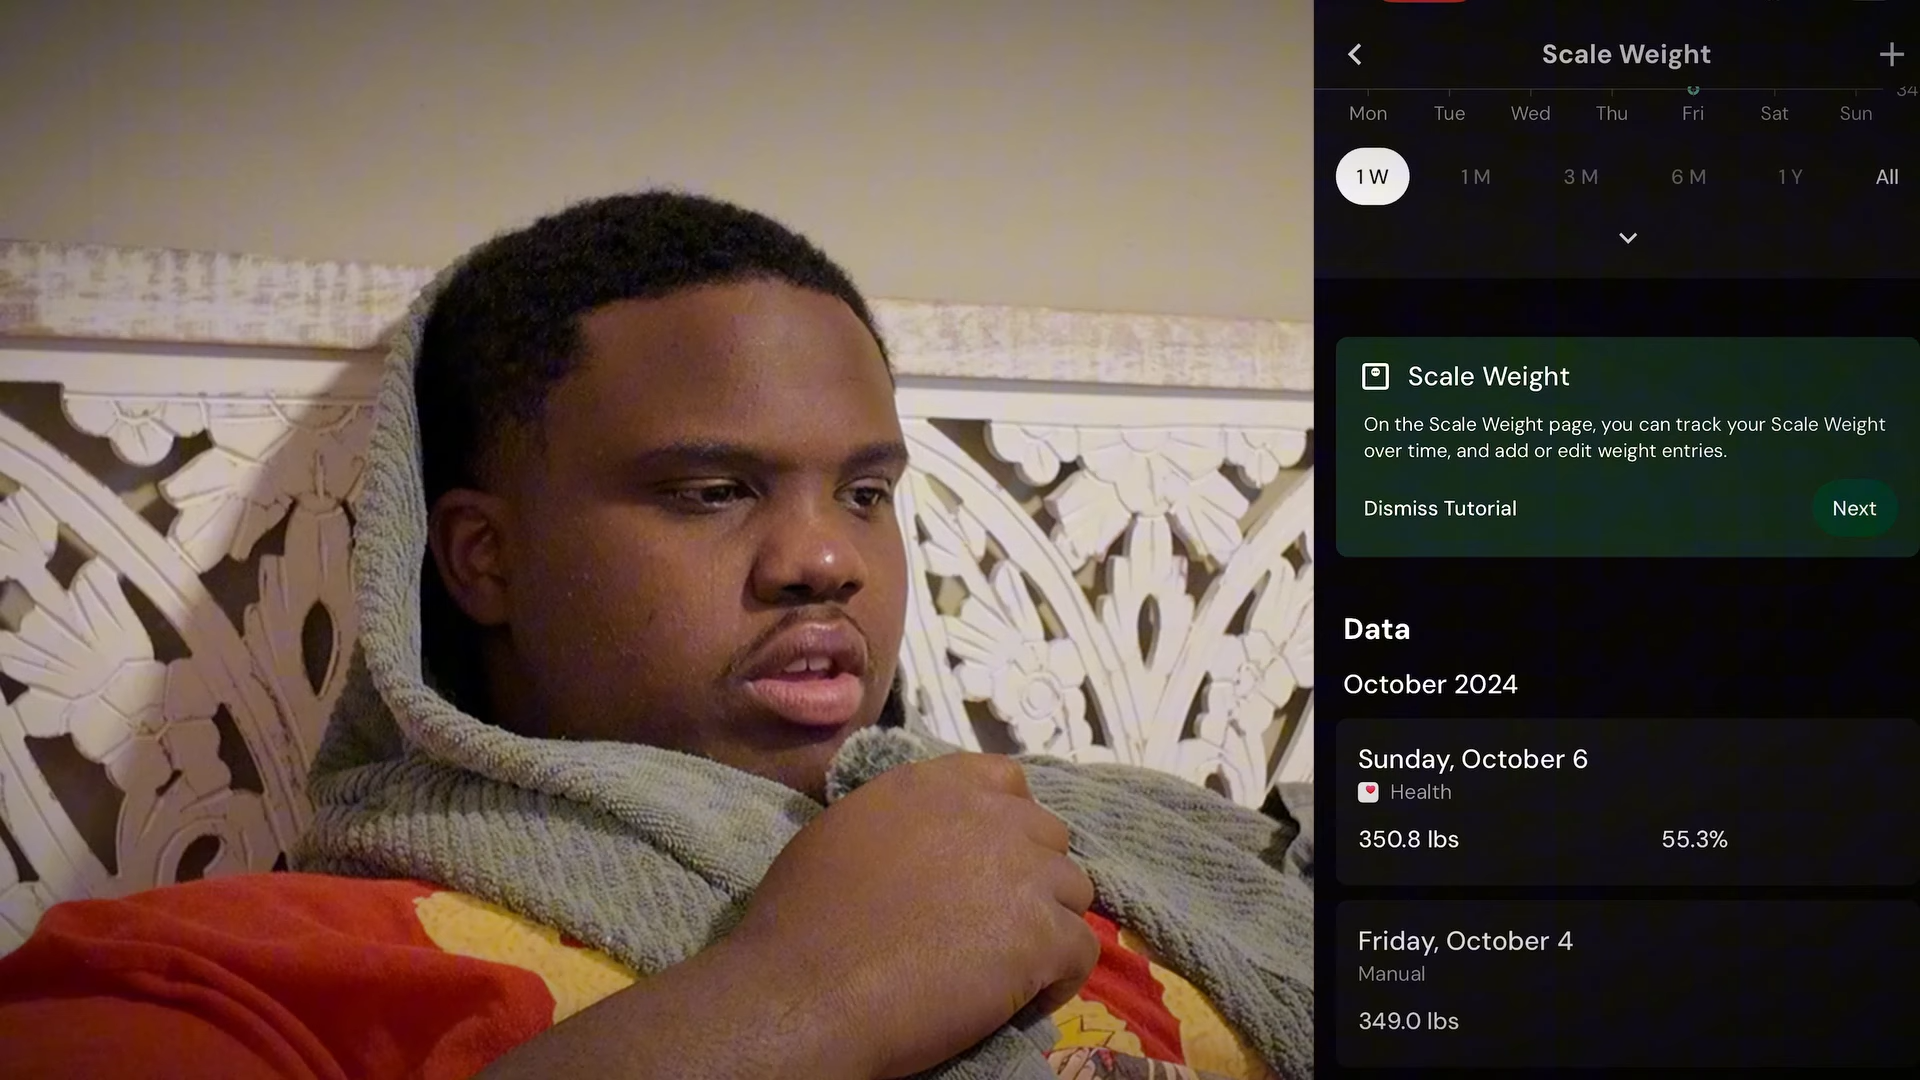 Scale Weight
34
Mon Tue Wed Thu Fri Sat Sun
1 W 1 M 3 M 6 M 1 Y All
Scale Weight
On the Scale Weight page, you can track your Scale Weight
over time, and add or edit weight entries.
Dismiss Tutorial Next
Data
October 2024
Sunday, October 6
Health
350.8 lbs 55.3%
Friday, October 4
Manual
349.0 lbs